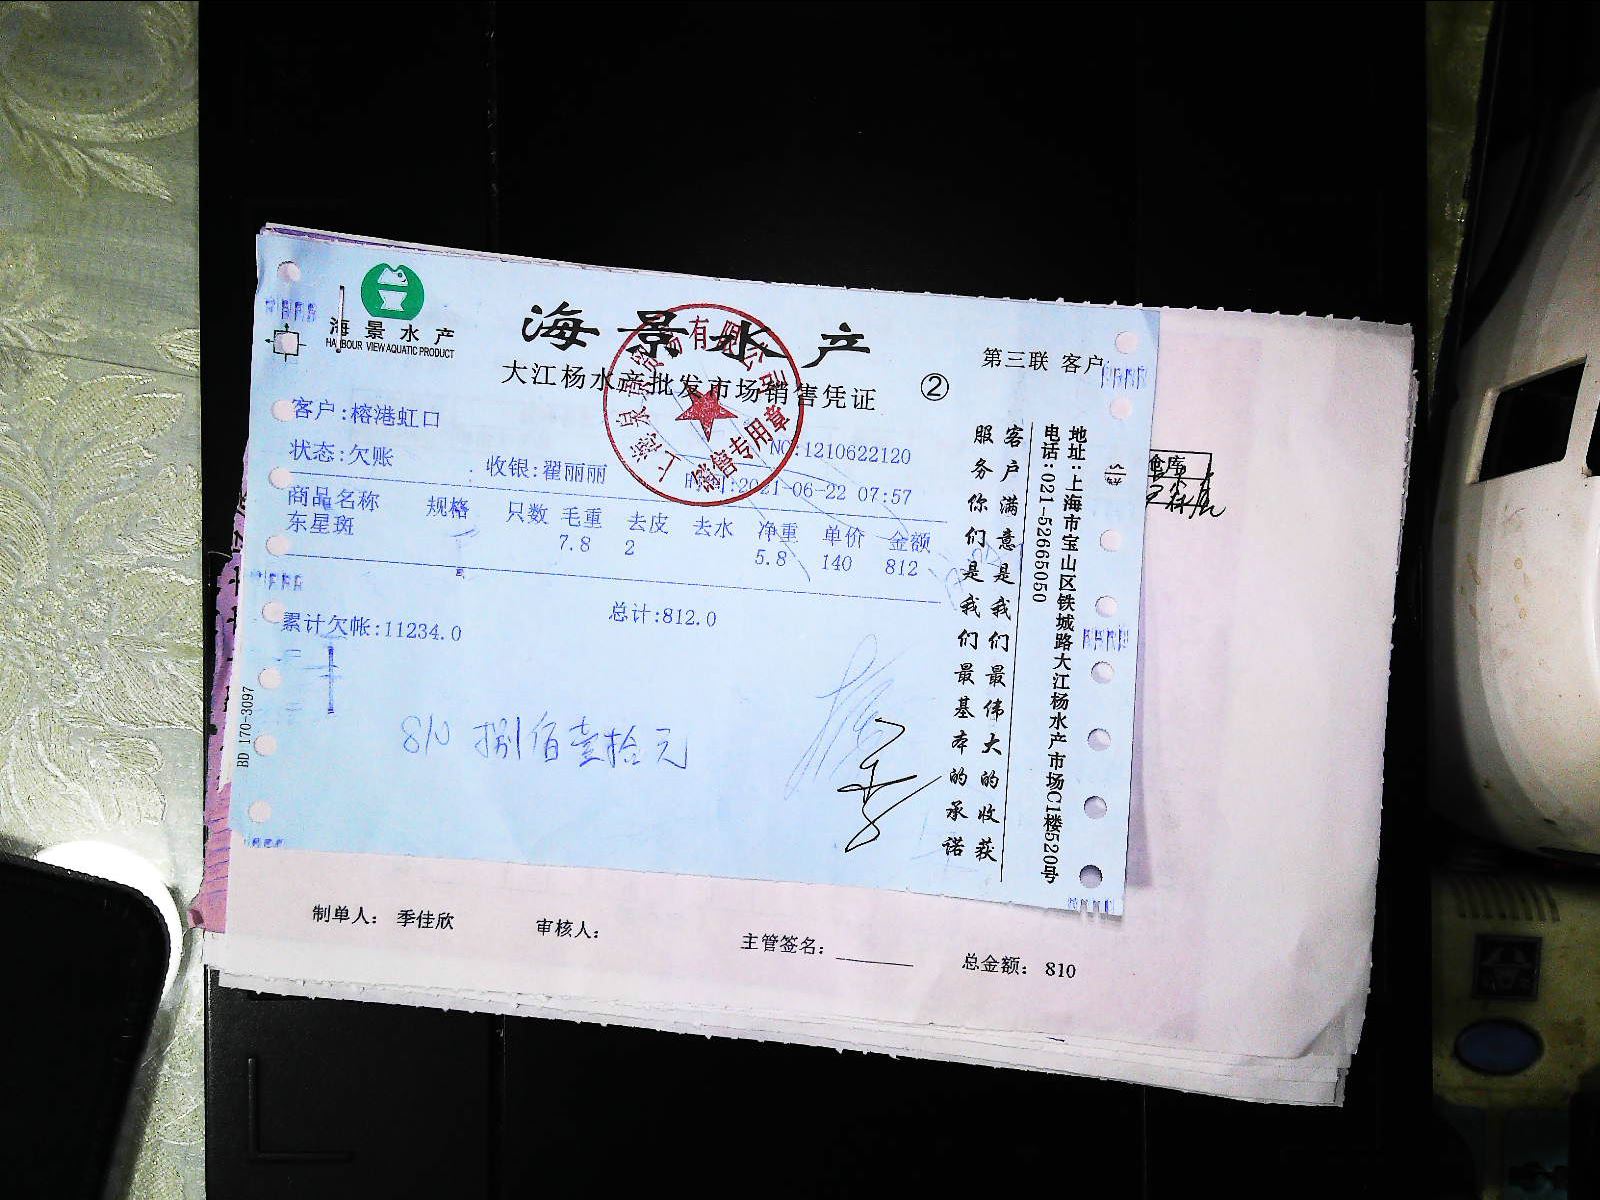 海景水产
HARBOUR VIEW AQUATIC PRODUCT
海景水产
大江杨水产批发市场销售凭证
②
第三联 客户
客户:榕港虹口
状态:欠账
收银:翟丽丽
NO:1210622120
时间:2021-06-22 07:57
商品名称 规格 只数 毛重 去皮 去水 净重 单价 金额
东星斑 7.8 2 5.8 140 812
总计:812.0
累计欠帐:11234.0
810 捌佰壹拾元
BD 170-3097
客户满意是我们最伟大的收获
服务你们是我们最基本的承诺
地址:上海市宝山区铁城路大江杨水产市场C1楼520号
电话:021-52665050
有限公司
销售专用章
仓库
制单人: 季佳欣
审核人:
主管签名:
总金额: 810